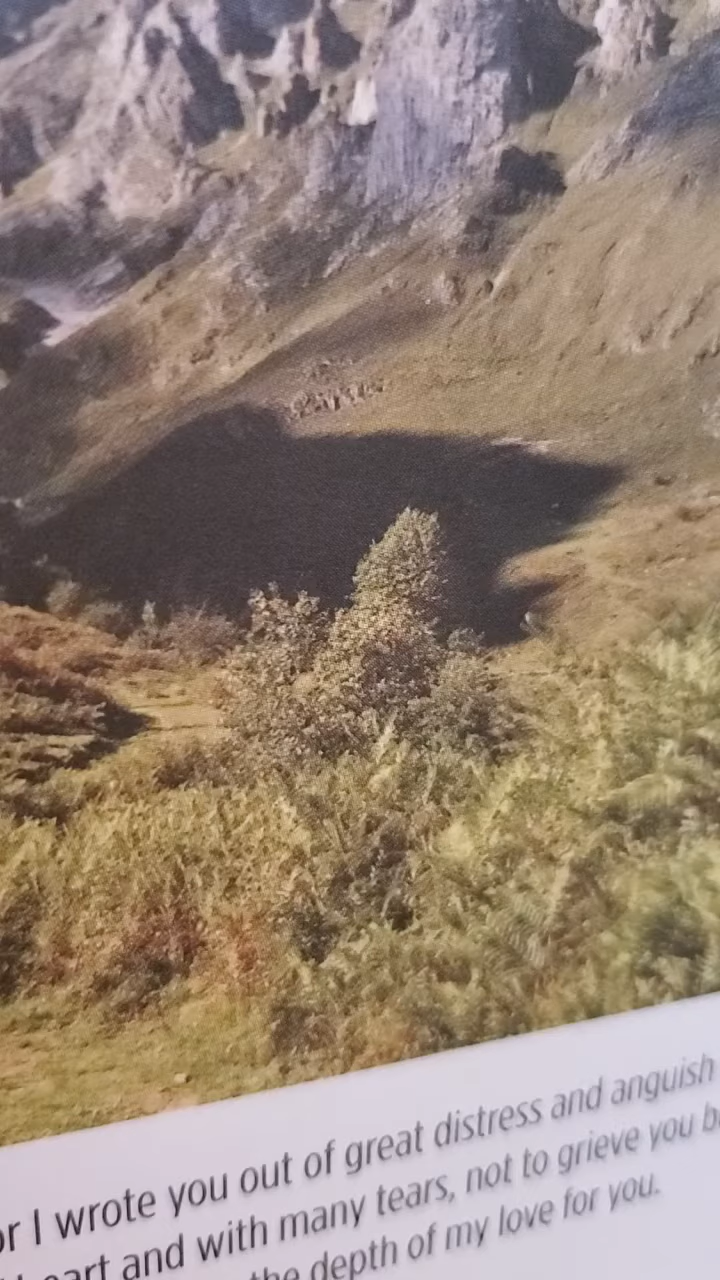 or I wrote you out of great distress and anguish
heart and with many tears, not to grieve you b
the depth of my love for you.